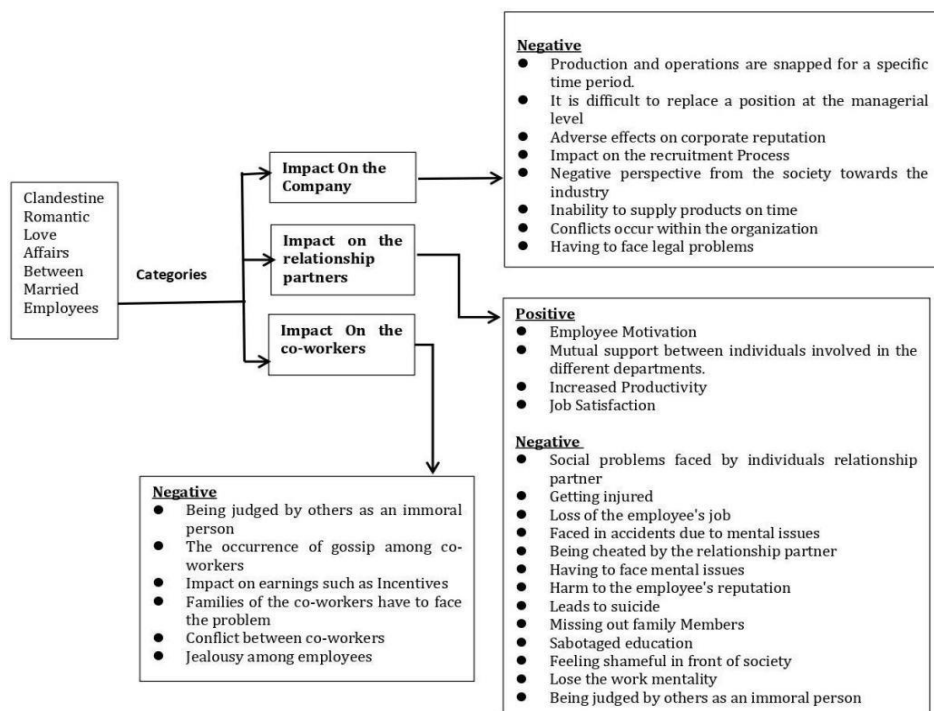 Clandestine
Romantic
Love
Affairs
Between
Married
Employees
Categories
Impact On the
Company
Impact on the
relationship
partners
Impact On the
co-workers
Negative
Production and operations are snapped for a specific
time period.
It is difficult to replace a position at the managerial
level
Adverse effects on corporate reputation
Impact on the recruitment Process
Negative perspective from the society towards the
industry
Inability to supply products on time
Conflicts occur within the organization
Having to face legal problems
Positive
Employee Motivation
Mutual support between individuals involved in the
different departments.
Increased Productivity
Job Satisfaction
Negative
Social problems faced by individuals relationship
partner
Getting injured
Loss of the employee's job
Faced in accidents due to mental issues
Being cheated by the relationship partner
Having to face mental issues
Harm to the employee's reputation
Leads to suicide
Missing out family Members
Sabotaged education
Feeling shameful in front of society
Lose the work mentality
Being judged by others as an immoral person
Negative
Being judged by others as an immoral
person
The occurrence of gossip among co-
workers
Impact on earnings such as Incentives
Families of the co-workers have to face
the problem
Conflict between co-workers
Jealousy among employees